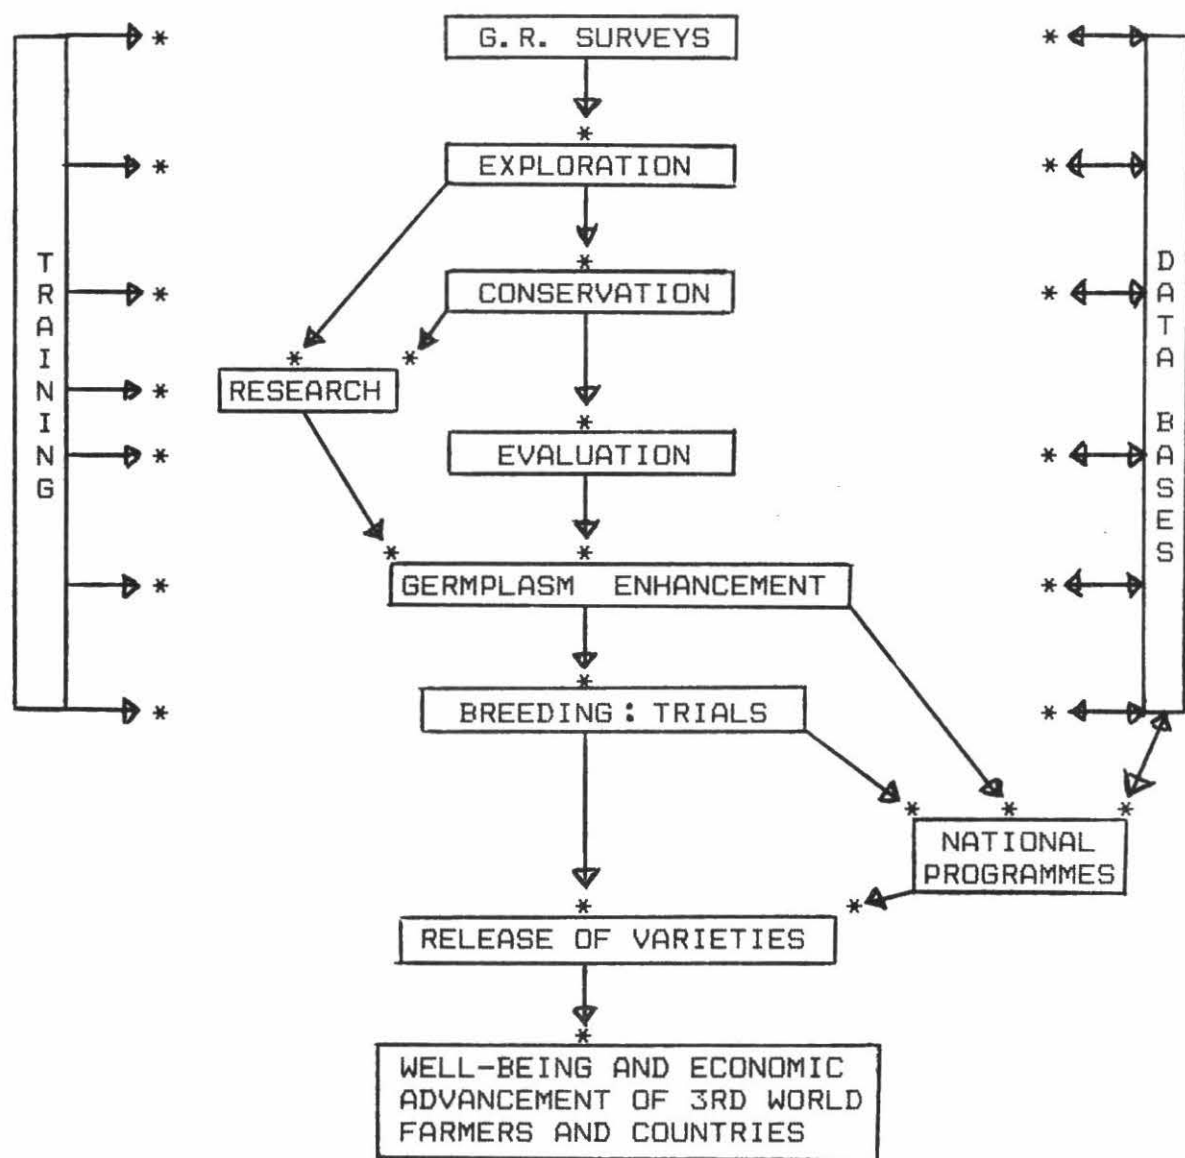 G.R. SURVEYS
EXPLORATION
TRAINING
CONSERVATION
DATA BASES
RESEARCH
EVALUATION
GERMPLASM ENHANCEMENT
BREEDING: TRIALS
NATIONAL
PROGRAMMES
RELEASE OF VARIETIES
WELL-BEING AND ECONOMIC
ADVANCEMENT OF 3RD WORLD
FARMERS AND COUNTRIES